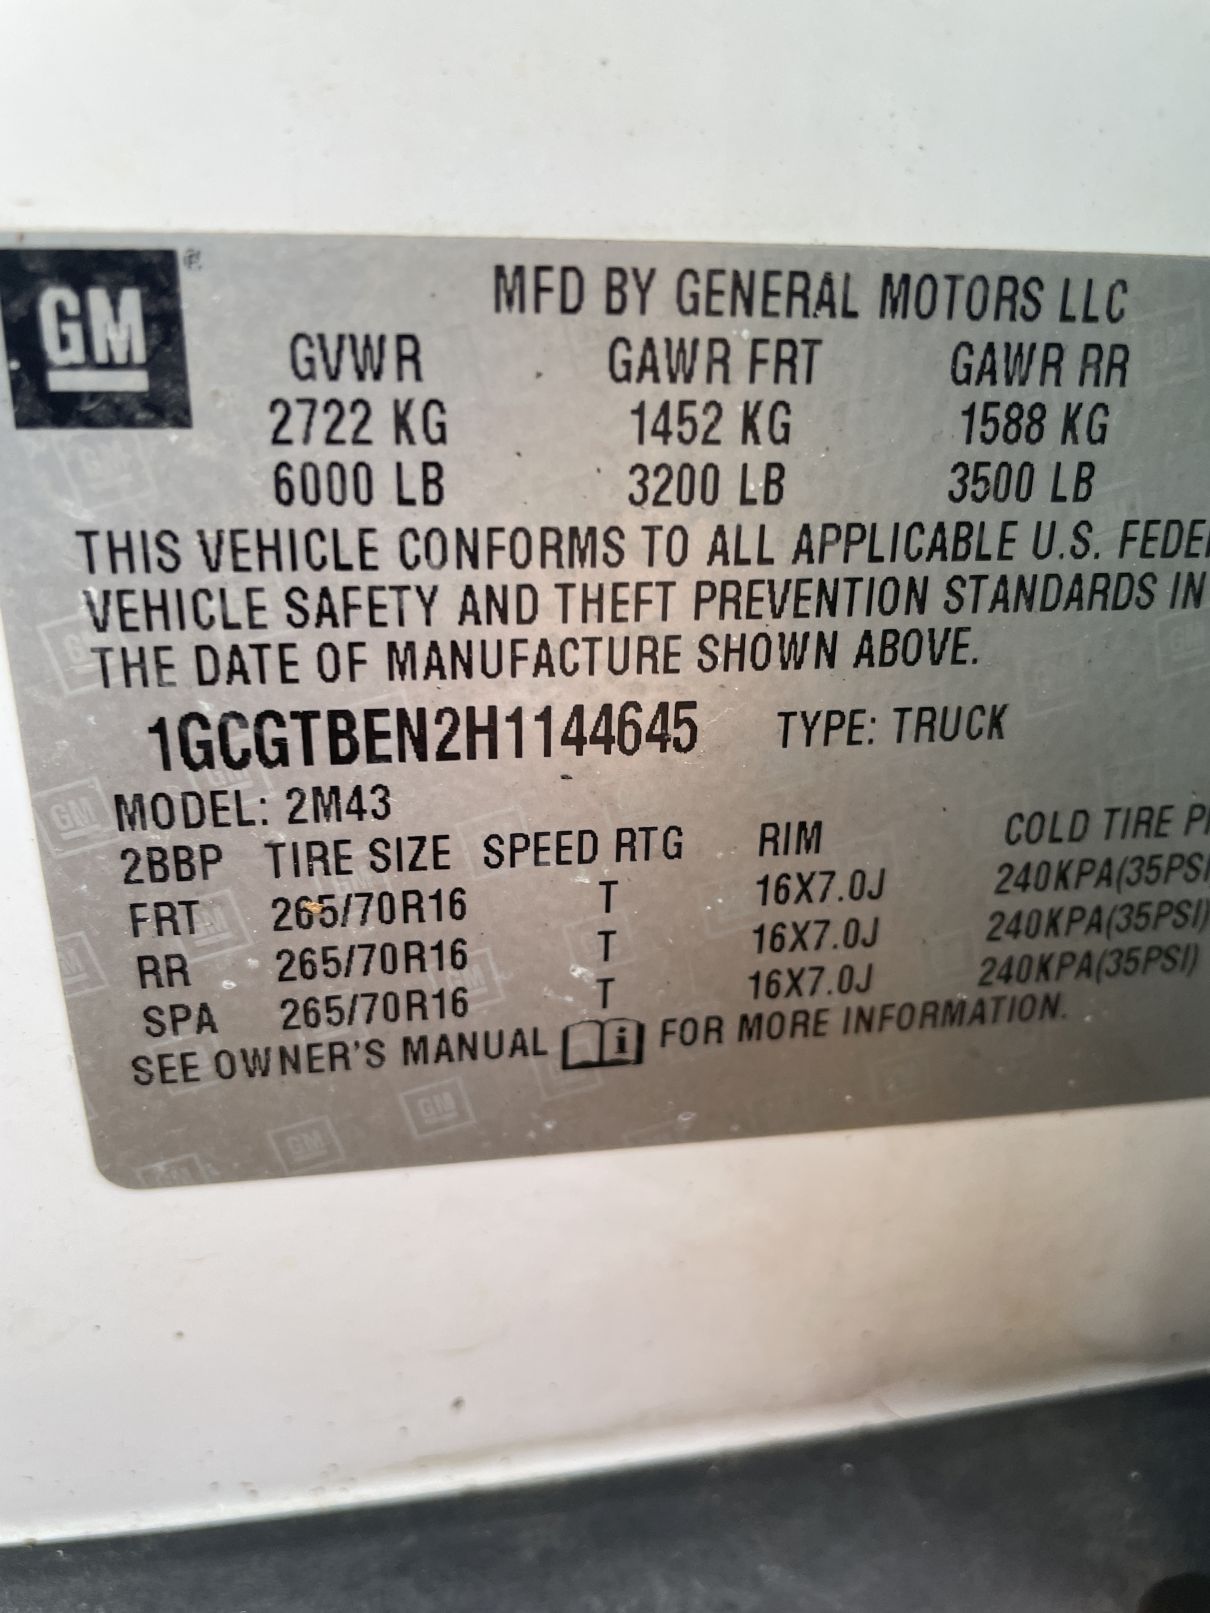 GM
MFD BY GENERAL MOTORS LLC
GVWR GAWR FRT GAWR RR
2722 KG 1452 KG 1588 KG
6000 LB 3200 LB 3500 LB
THIS VEHICLE CONFORMS TO ALL APPLICABLE U.S. FEDE
VEHICLE SAFETY AND THEFT PREVENTION STANDARDS IN
THE DATE OF MANUFACTURE SHOWN ABOVE.
1GCGTBEN2H1144645 TYPE: TRUCK
MODEL: 2M43
2BBP TIRE SIZE SPEED RTG RIM COLD TIRE P
FRT 265/70R16 T 16X7.0J 240KPA(35PSI
RR 265/70R16 T 16X7.0J 240KPA(35PSI)
SPA 265/70R16 T 16X7.0J 240KPA(35PSI)
SEE OWNER'S MANUAL i FOR MORE INFORMATION.